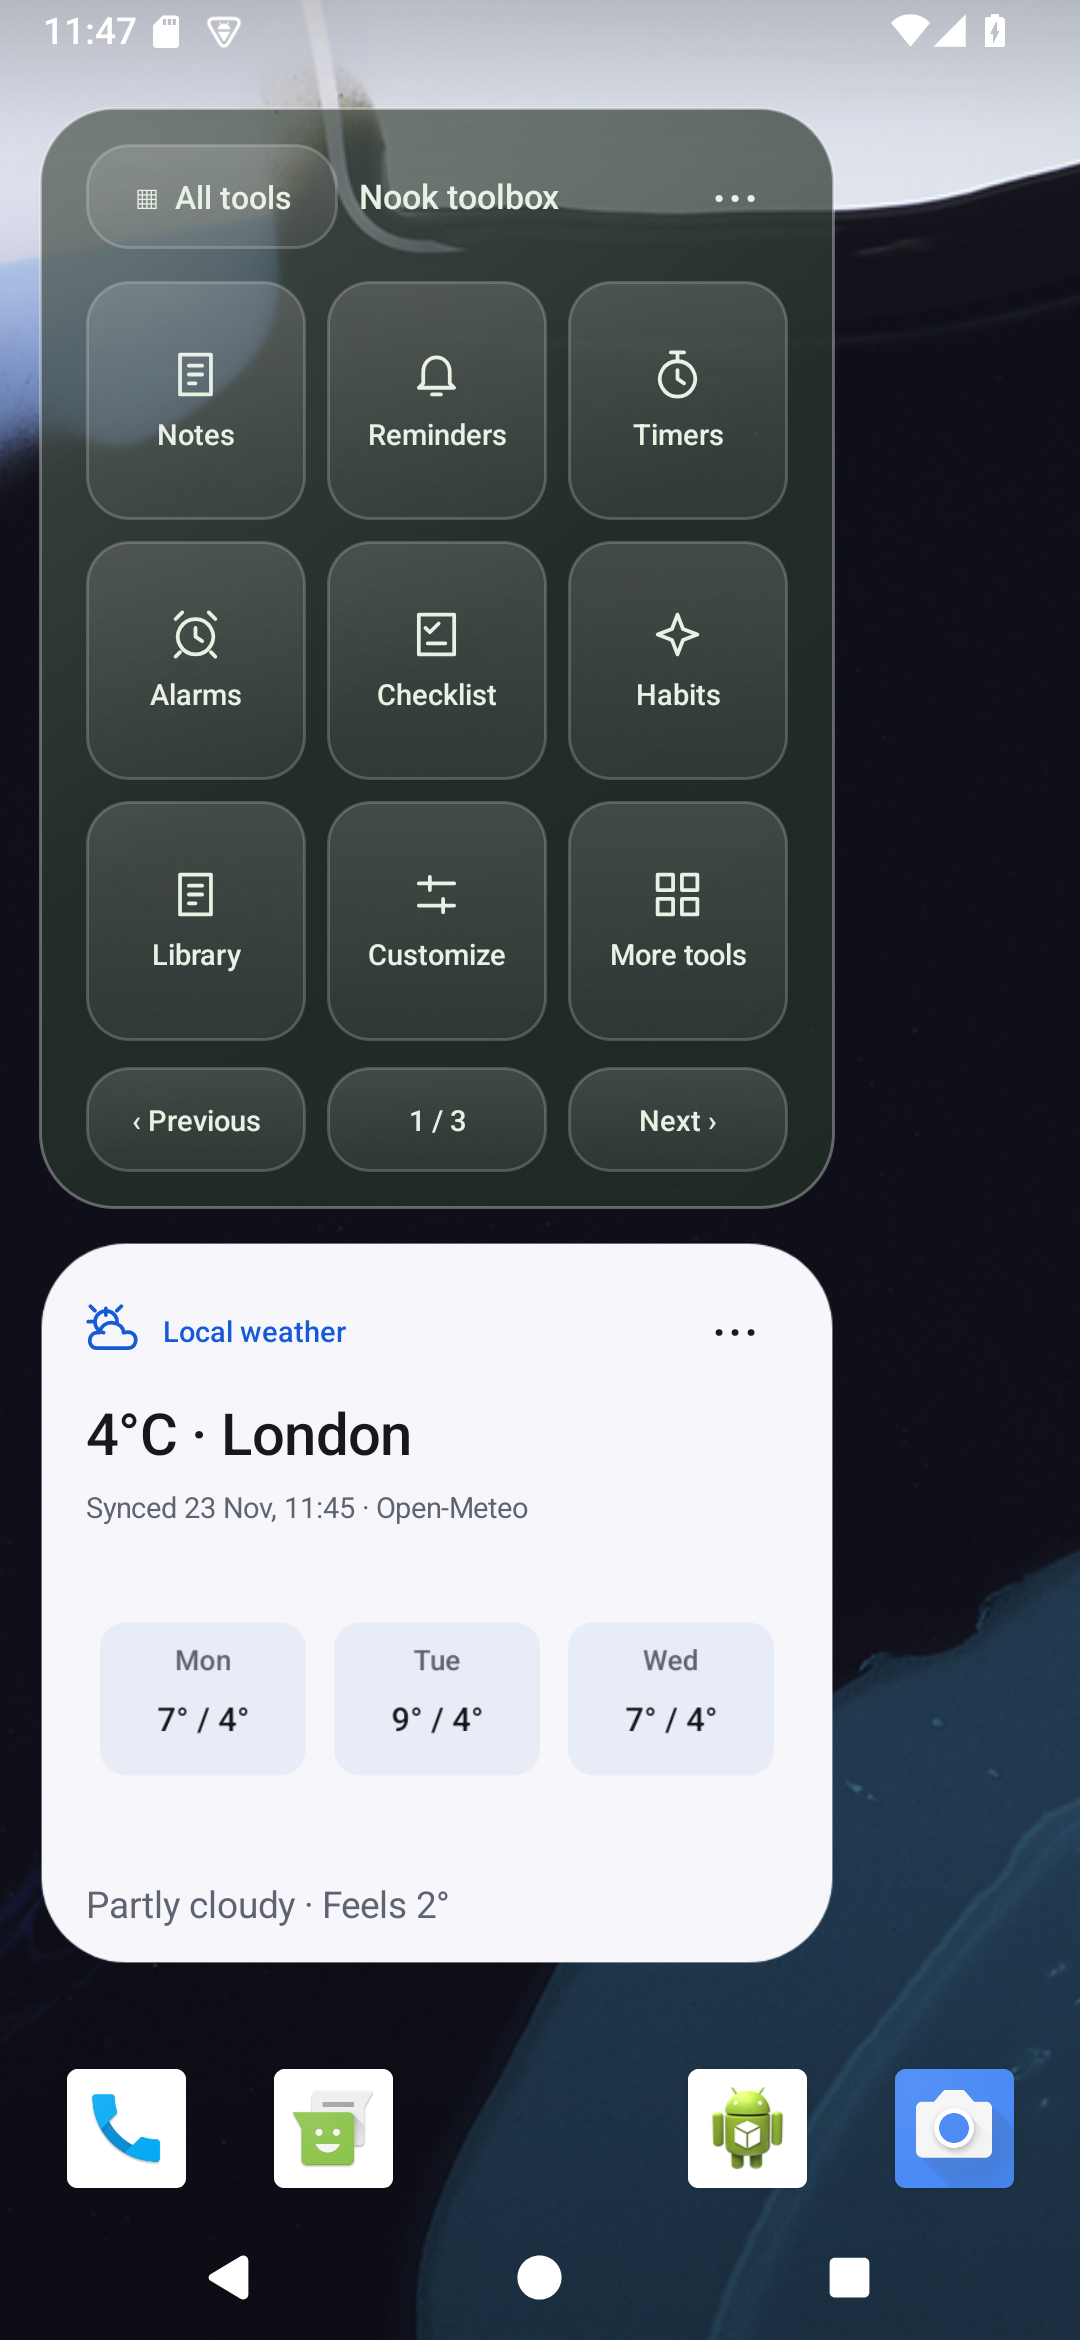 11:47
All tools
Nook toolbox
Notes
Reminders
Timers
Alarms
Checklist
Habits
Library
Customize
More tools
‹ Previous
1 / 3
Next ›
Local weather
4°C · London
Synced 23 Nov, 11:45 · Open-Meteo
Mon
Tue
Wed
7° / 4°
9° / 4°
7° / 4°
Partly cloudy · Feels 2°